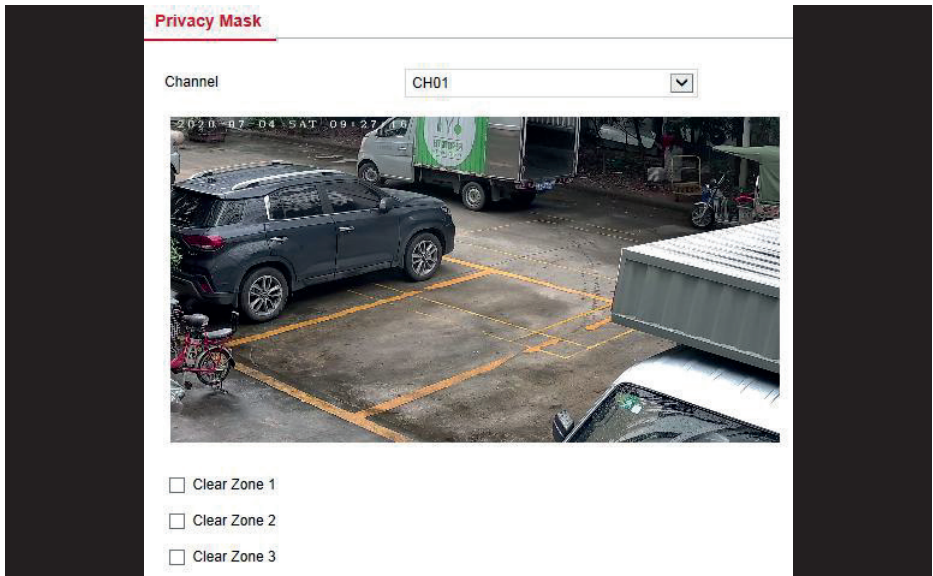 Privacy Mask
Channel
CH01
2020-07-04 SAT 09:27:16
Clear Zone 1
Clear Zone 2
Clear Zone 3